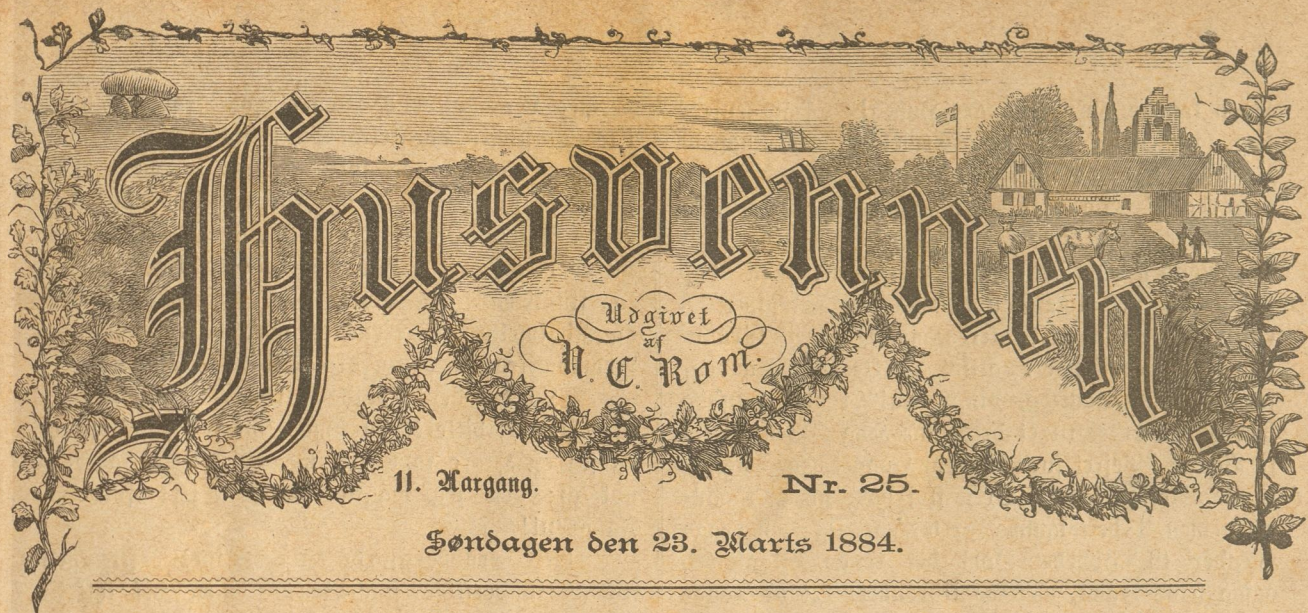 Husvennen.
Udgivet
af
N. C. Rom.
11. Aargang.
Nr. 25.
Søndagen den 23. Marts 1884.